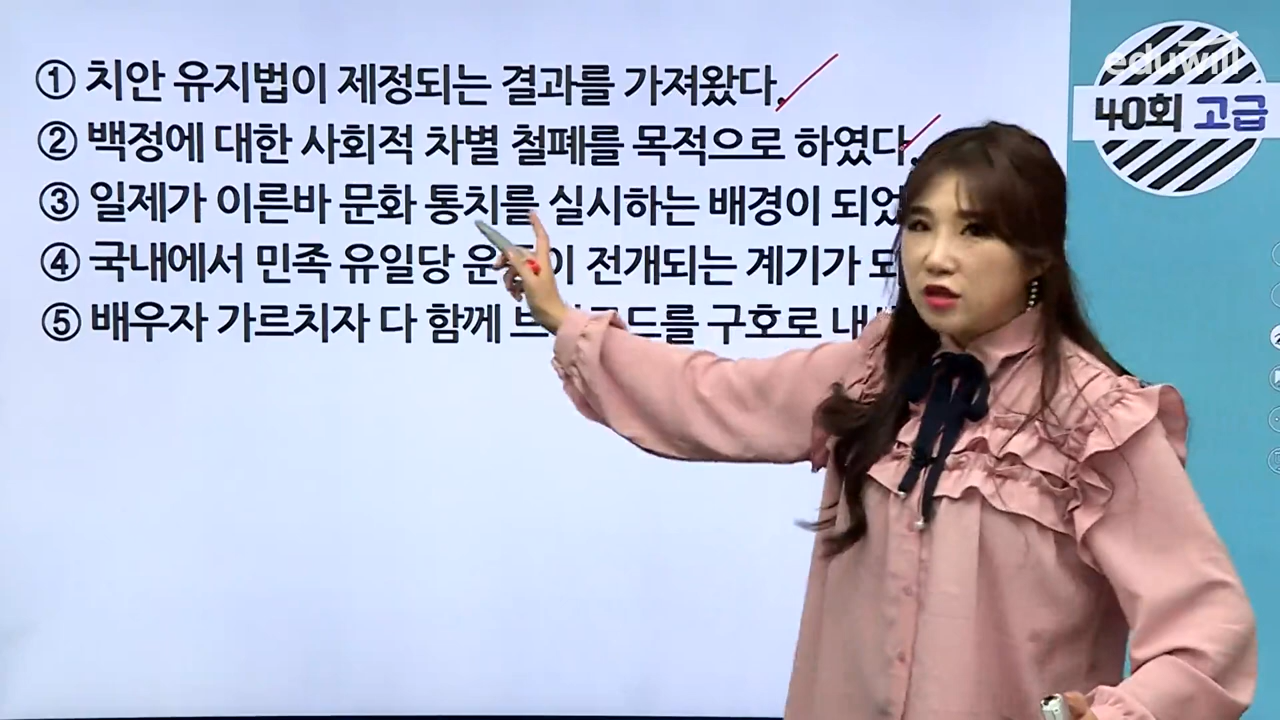 ① 치안 유지법이 제정되는 결과를 가져왔다.
② 백정에 대한 사회적 차별 철폐를 목적으로 하였다.
③ 일제가 이른바 문화 통치를 실시하는 배경이 되었
④ 국내에서 민족 유일당 전개되는 계기가
⑤ 배우자 가르치자 다 함께 구호로
eduwill
40회 고급